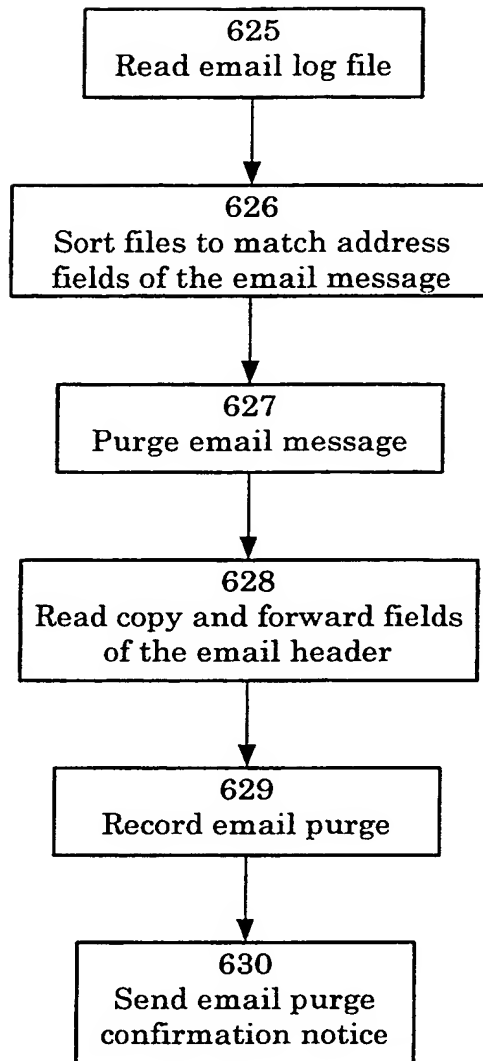 625
Read email log file
626
Sort files to match address
fields of the email message
627
Purge email message
628
Read copy and forward fields
of the email header
629
Record email purge
630
Send email purge
confirmation notice